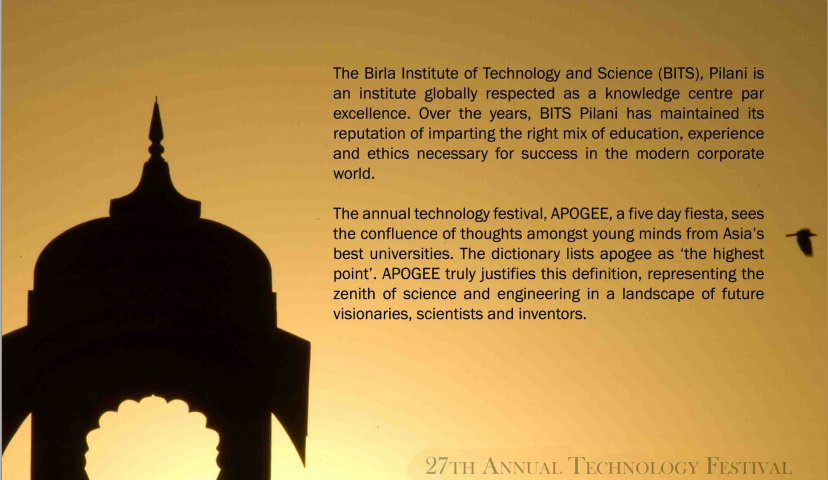 The Birla Institute of Technology and Science (BITS), Pilani is
an institute globally respected as a knowledge centre par
excellence. Over the years, BITS Pilani has maintained its
reputation of imparting the right mix of education, experience
and ethics necessary for success in the modern corporate
world.
The annual technology festival, APOGEE, a five day fiesta, sees
the confluence of thoughts amongst young minds from Asia's
best universities. The dictionary lists apogee as ‘the highest
point’. APOGEE truly justifies this definition, representing the
zenith of science and engineering in a landscape of future
visionaries, scientists and inventors.
27th Annual Technology Festival